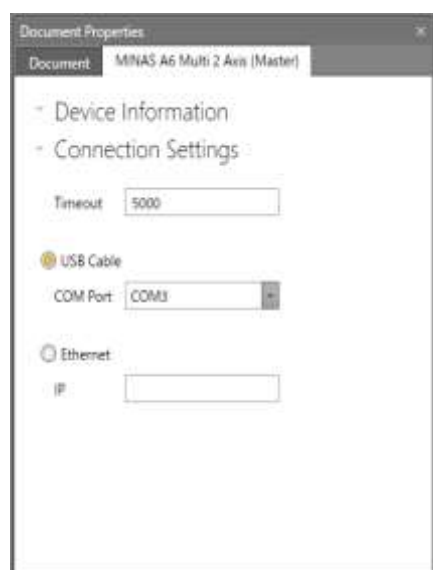 Document Properties
Document MINAS A6 Multi 2 Axis (Master)
Device Information
Connection Settings
Timeout 5000
USB Cable
COM Port COM3
Ethernet
IP